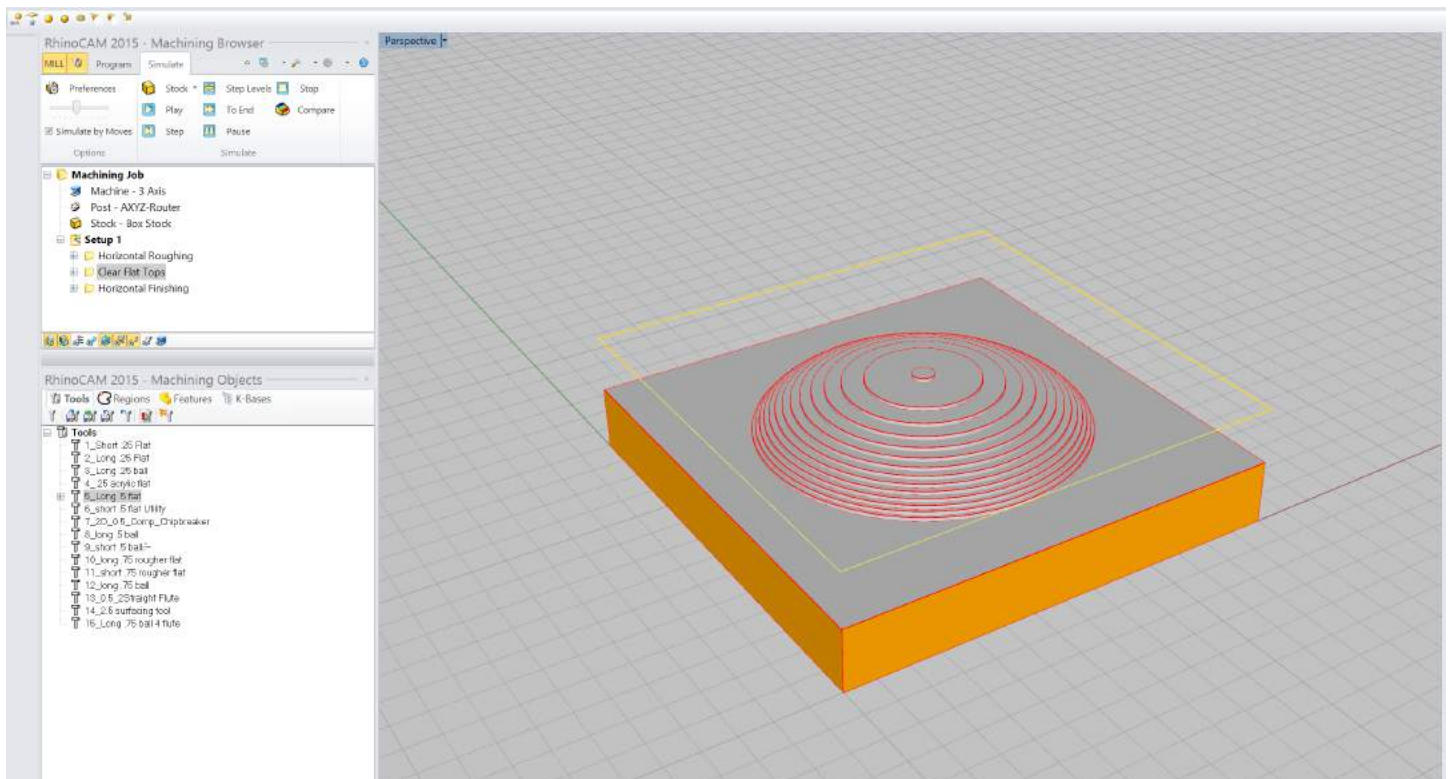 Perspective
RhinoCAM 2015 - Machining Browser
MILL Program Simulate
Preferences Stock Step Levels Stop
Play To End Compare
Simulate by Moves Step Pause
Options Simulate
Machining Job
Machine - 3 Axis
Post - AXYZ-Router
Stock - Box Stock
Setup 1
Horizontal Roughing
Clear Flat Tops
Horizontal Finishing
RhinoCAM 2015 - Machining Objects
Tools Regions Features K-Bases
Tools
1_Short .25 Flat
2_Long .25 Flat
3_Long .25 ball
4_.25 acrylic flat
5_Long .5 flat
6_short .5 flat Utility
7_2D_0.5_Comp_Chipbreaker
8_long .5 ball
9_short .5 ball
10_long .75 rougher flat
11_short .75 rougher flat
12_long .75 ball
13_0.5_2Straight Flute
14_2.5 surfacing tool
15_Long .75 ball 4 flute